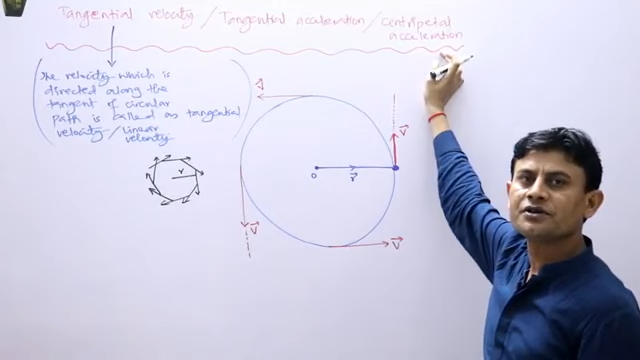 Tangential velocity / Tangential acceleration / centripetal
acceleration
The velocity which is
directed along the
tangent of circular
path is called as tangential
velocity / linear
velocity.
r
V
V
O
r
V
V